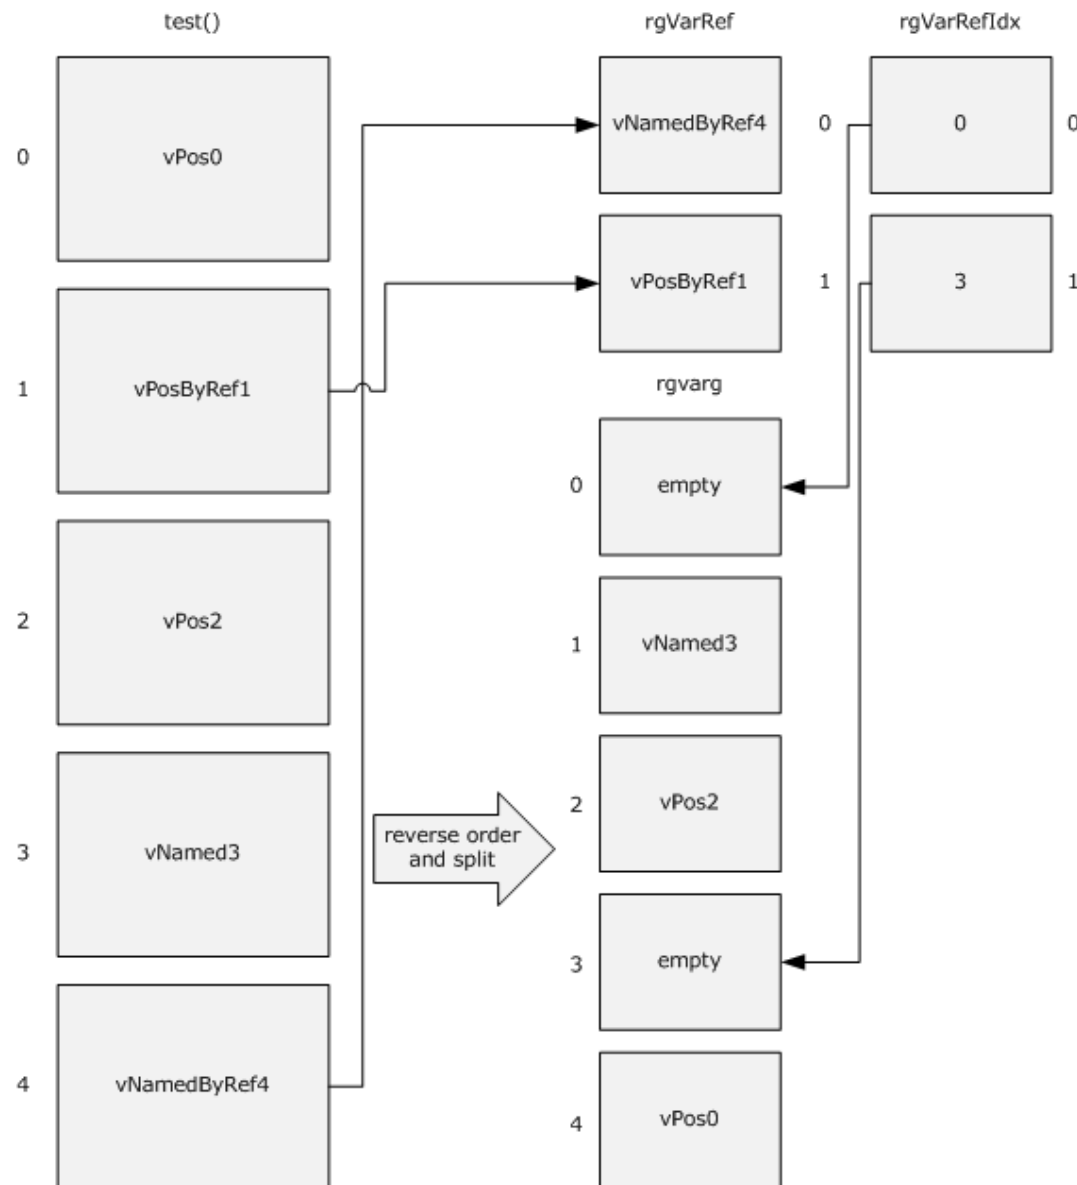 test()
0
vPos0
1
vPosByRef1
2
vPos2
3
vNamed3
4
vNamedByRef4
reverse order
and split
rgVarRef
vNamedByRef4
0
vPosByRef1
1
rgVarRefIdx
0
0
3
1
rgvarg
0
empty
1
vNamed3
2
vPos2
3
empty
4
vPos0